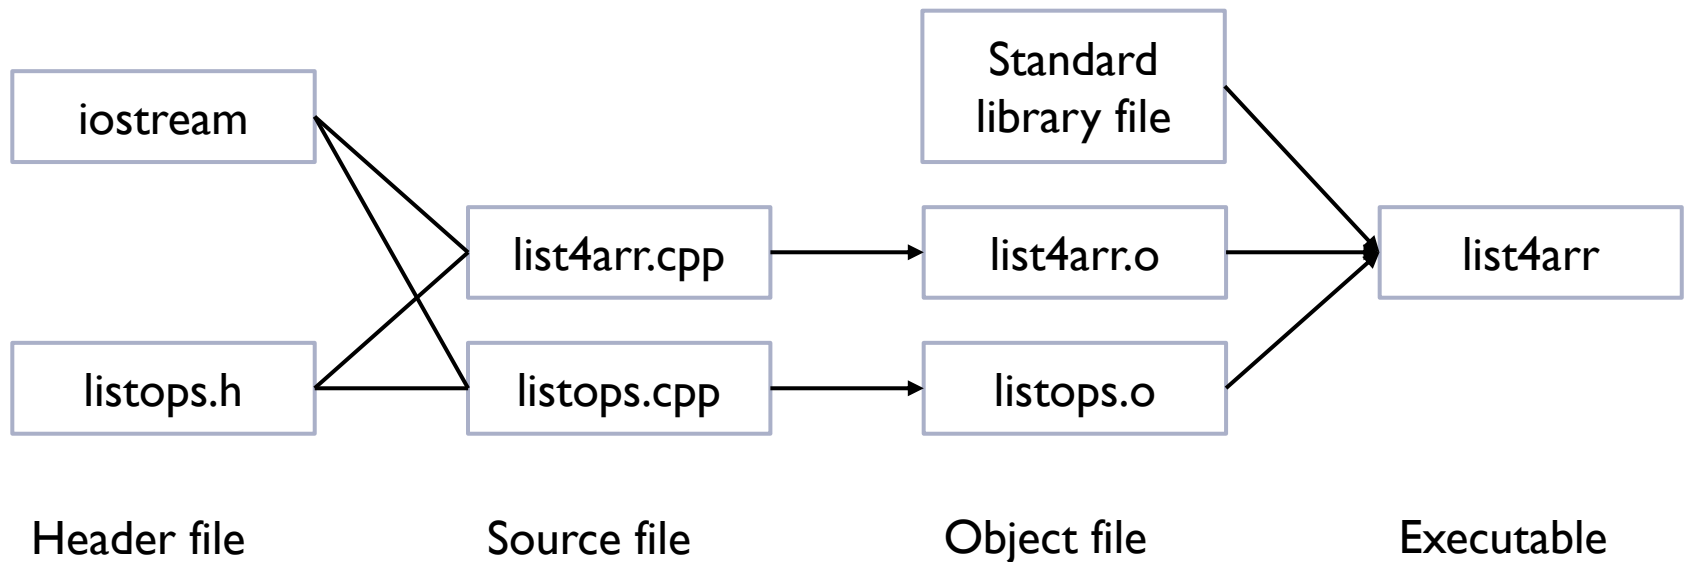 Standard
library file
iostream
list4arr.cpp
list4arr.o
list4arr
listops.h
listops.cpp
listops.o
Header file
Source file
Object file
Executable